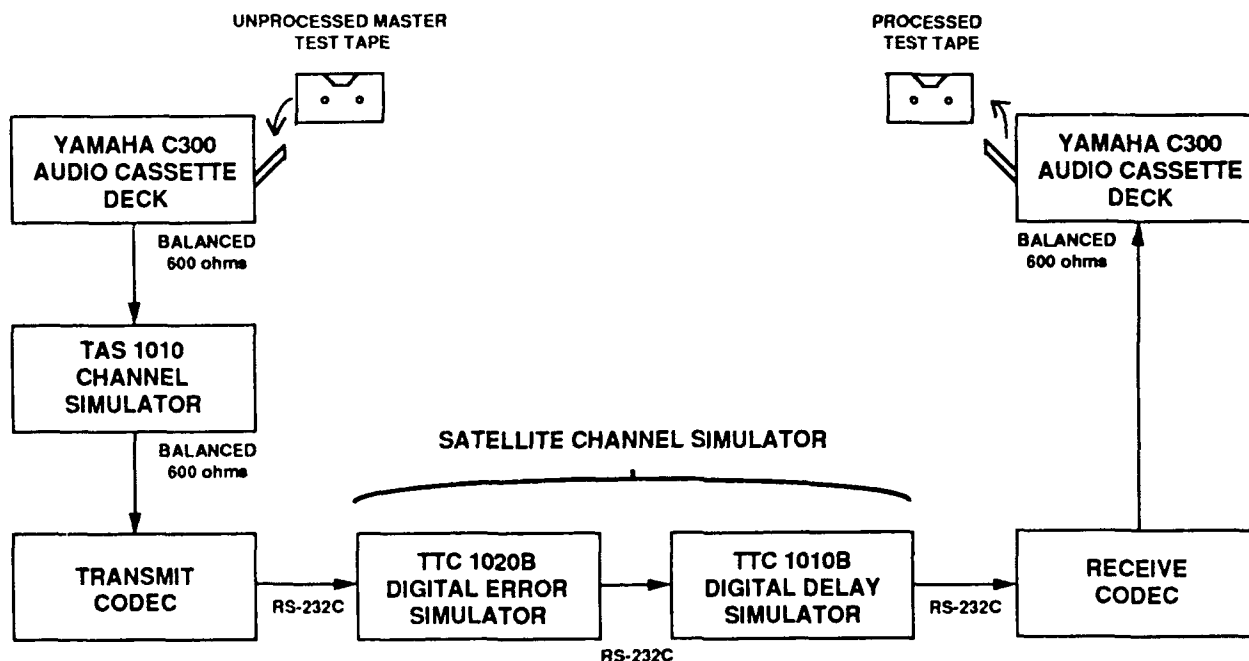 UNPROCESSED MASTER
TEST TAPE
PROCESSED
TEST TAPE
YAMAHA C300
AUDIO CASSETTE
DECK
YAMAHA C300
AUDIO CASSETTE
DECK
BALANCED
600 ohms
BALANCED
600 ohms
TAS 1010
CHANNEL
SIMULATOR
BALANCED
600 ohms
SATELLITE CHANNEL SIMULATOR
TRANSMIT
CODEC
RS-232C
TTC 1020B
DIGITAL ERROR
SIMULATOR
RS-232C
TTC 1010B
DIGITAL DELAY
SIMULATOR
RS-232C
RECEIVE
CODEC